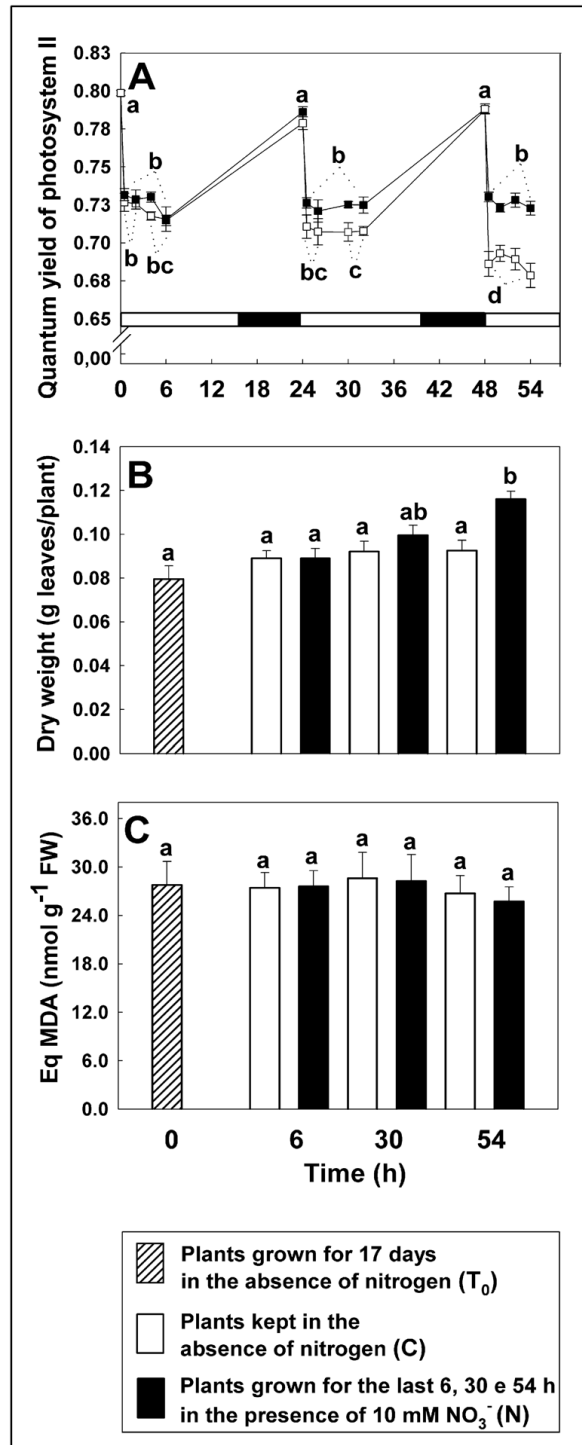 A
Quantum yield of photosystem II
0.83
0.80
0.78
0.75
0.73
0.70
0.68
0.65
0,00
a
b
b
bc
a
b
bc
c
a
b
d
0 6 12 18 24 30 36 42 48 54
B
Dry weight (g leaves/plant)
0.14
0.12
0.10
0.08
0.06
0.04
0.02
0.00
a a a a ab a b
C
Eq MDA (nmol g⁻¹ FW)
36.0
30.0
24.0
18.0
12.0
6.0
0.0
a a a a a a a
0 6 30 54
Time (h)
Plants grown for 17 days
in the absence of nitrogen (T₀)
Plants kept in the
absence of nitrogen (C)
Plants grown for the last 6, 30 e 54 h
in the presence of 10 mM NO₃⁻ (N)